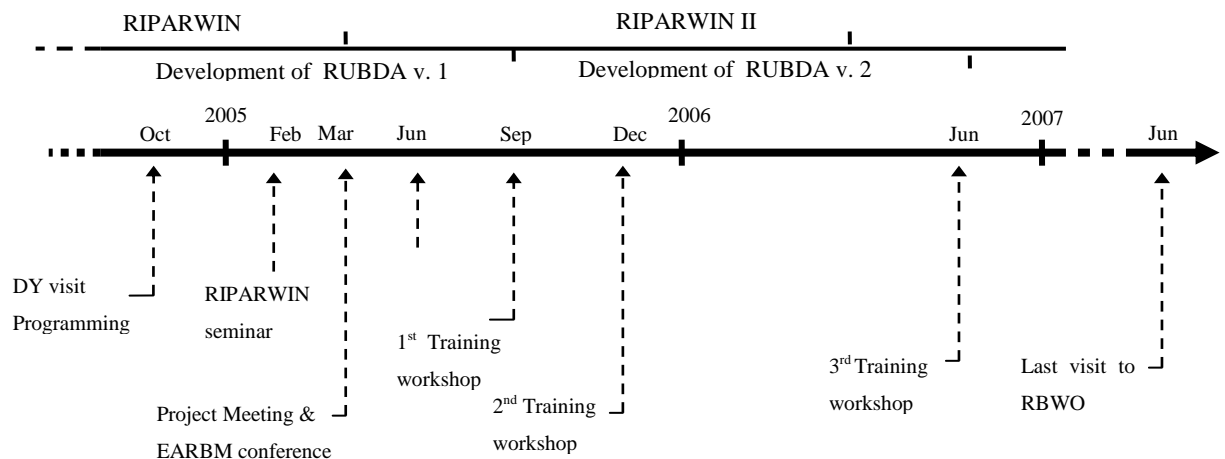 RIPARWIN
RIPARWIN II
Development of RUBDA v. 1
Development of RUBDA v. 2
2005
2006
2007
Oct
Feb
Mar
Jun
Sep
Dec
Jun
Jun
DY visit
Programming
RIPARWIN
seminar
Project Meeting &
EARBM conference
1st Training
workshop
2nd Training
workshop
3rd Training
workshop
Last visit to
RBWO